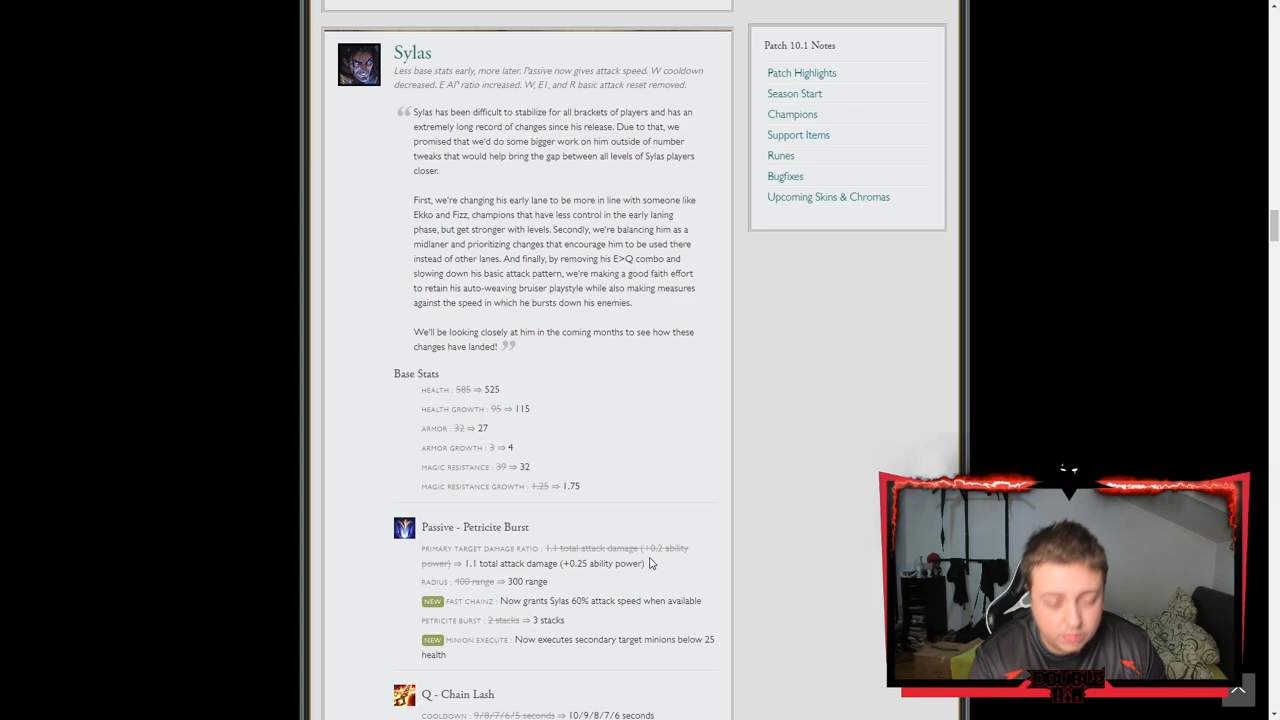 Sylas
Less base stats early, more later. Passive now gives attack speed. W cooldown
decreased. E AP ratio increased. W, E1, and R basic attack reset removed.
Sylas has been difficult to stabilize for all brackets of players and has an
extremely long record of changes since his release. Due to that, we
promised that we'd do some bigger work on him outside of number
tweaks that would help bring the gap between all levels of Sylas players
closer.
First, we're changing his early lane to be more in line with someone like
Ekko and Fizz, champions that have less control in the early laning
phase, but get stronger with levels. Secondly, we're balancing him as a
midlaner and prioritizing changes that encourage him to be used there
instead of other lanes. And finally, by removing his E>Q combo and
slowing down his basic attack pattern, we're making a good faith effort
to retain his auto-weaving bruiser playstyle while also making measures
against the speed in which he bursts down his enemies.
We'll be looking closely at him in the coming months to see how these
changes have landed!
Base Stats
HEALTH : 585 ⇒ 525
HEALTH GROWTH : 95 ⇒ 115
ARMOR : 32 ⇒ 27
ARMOR GROWTH : 3 ⇒ 4
MAGIC RESISTANCE : 39 ⇒ 32
MAGIC RESISTANCE GROWTH : 1.25 ⇒ 1.75
Passive - Petricite Burst
PRIMARY TARGET DAMAGE RATIO : 1.1 total attack damage (+0.2 ability
power) ⇒ 1.1 total attack damage (+0.25 ability power)
RADIUS : 400 range ⇒ 300 range
NEW FAST CHAINZ : Now grants Sylas 60% attack speed when available
PETRICITE BURST : 2 stacks ⇒ 3 stacks
NEW MINION EXECUTE : Now executes secondary target minions below 25
health
Q - Chain Lash
COOLDOWN : 9/8/7/6/5 seconds ⇒ 10/9/8/7/6 seconds
Patch 10.1 Notes
Patch Highlights
Season Start
Champions
Support Items
Runes
Bugfixes
Upcoming Skins & Chromas
DOUBLE
AIM